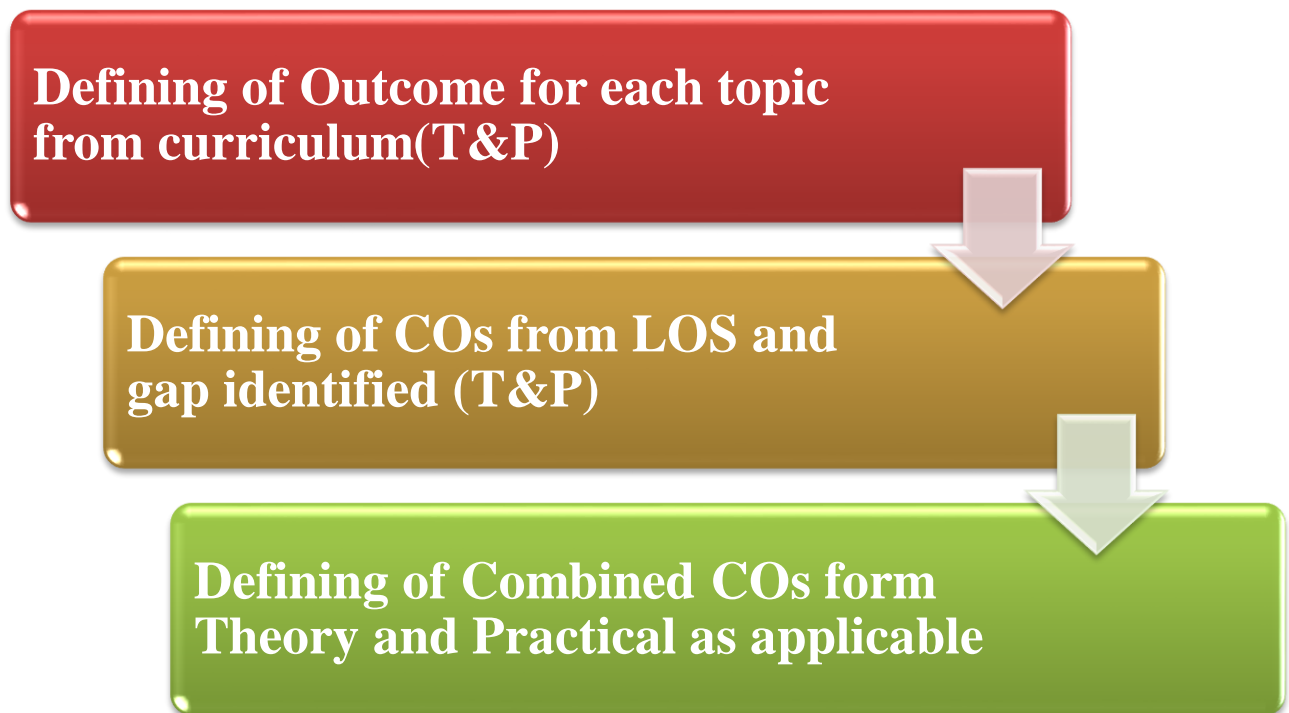 Defining of Outcome for each topic
from curriculum(T&P)
Defining of COs from LOS and
gap identified (T&P)
Defining of Combined COs form
Theory and Practical as applicable